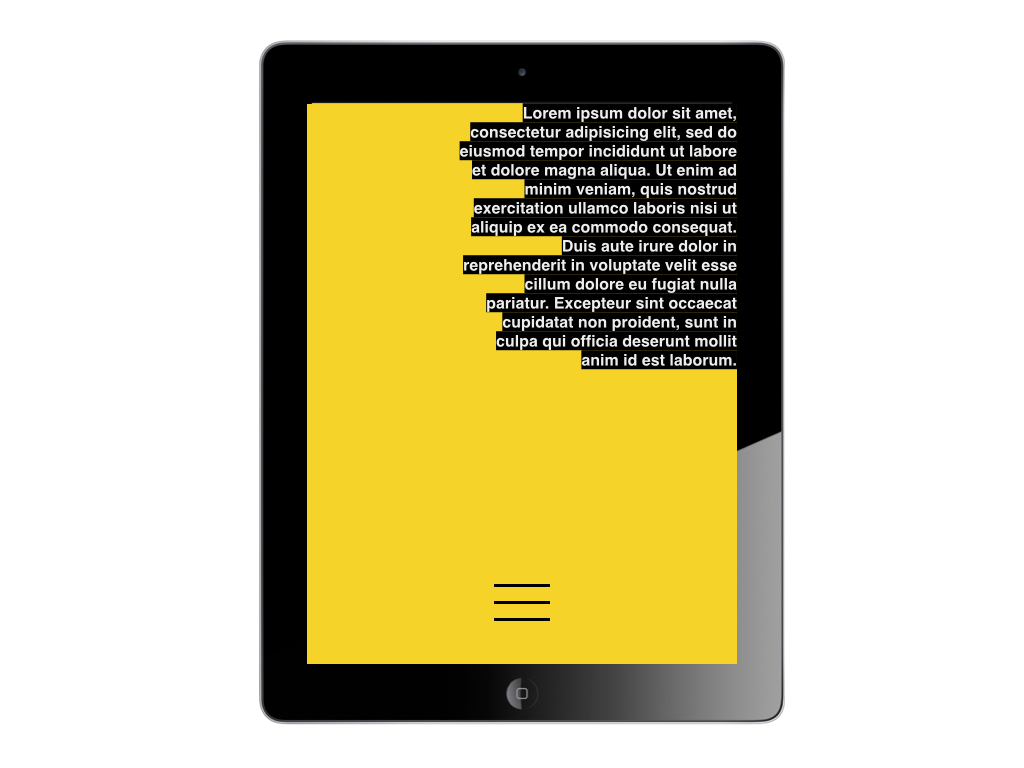 Lorem ipsum dolor sit amet,
consectetur adipisicing elit, sed do
eiusmod tempor incididunt ut labore
et dolore magna aliqua. Ut enim ad
minim veniam, quis nostrud
exercitation ullamco laboris nisi ut
aliquip ex ea commodo consequat.
Duis aute irure dolor in
reprehenderit in voluptate velit esse
cillum dolore eu fugiat nulla
pariatur. Excepteur sint occaecat
cupidatat non proident, sunt in
culpa qui officia deserunt mollit
anim id est laborum.